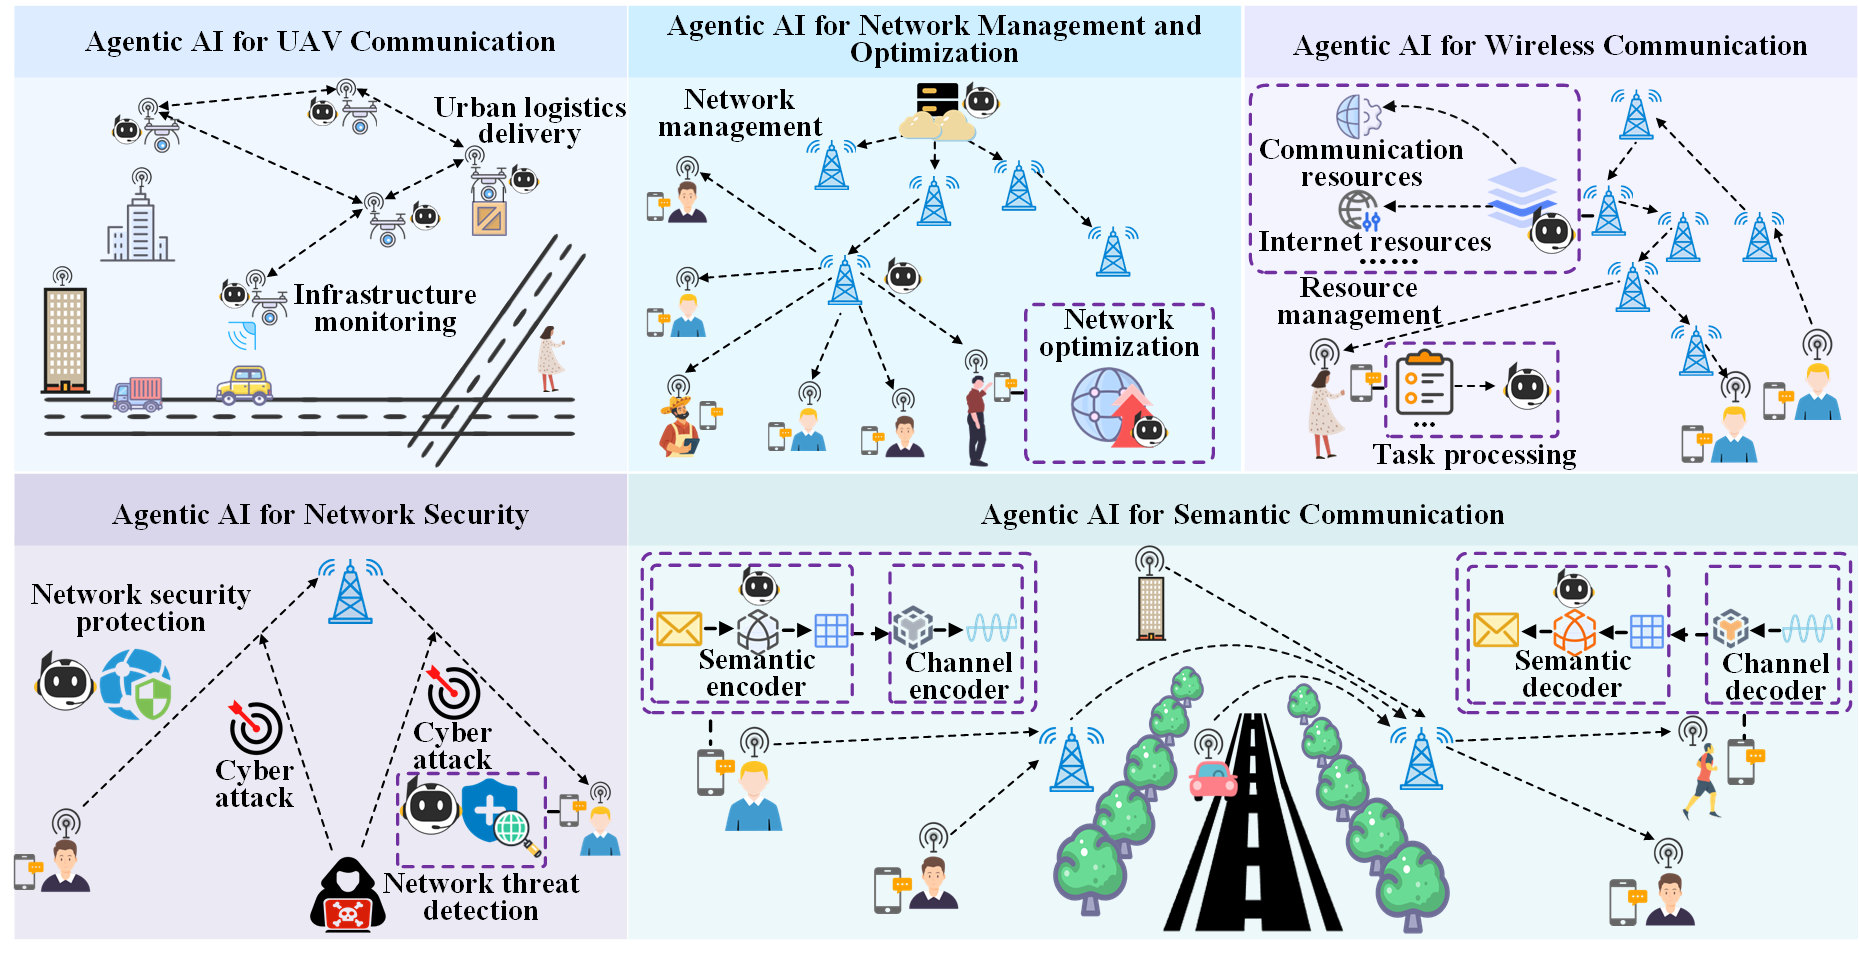 Agentic AI for UAV Communication
Urban logistics
delivery
Infrastructure
monitoring
Agentic AI for Network Management and
Optimization
Network
management
Network
optimization
Agentic AI for Wireless Communication
Communication
resources
Internet resources
......
Resource
management
...
Task processing
Agentic AI for Network Security
Network security
protection
Cyber
attack
Cyber
attack
Network threat
detection
Agentic AI for Semantic Communication
Semantic
encoder
Channel
encoder
Semantic
decoder
Channel
decoder